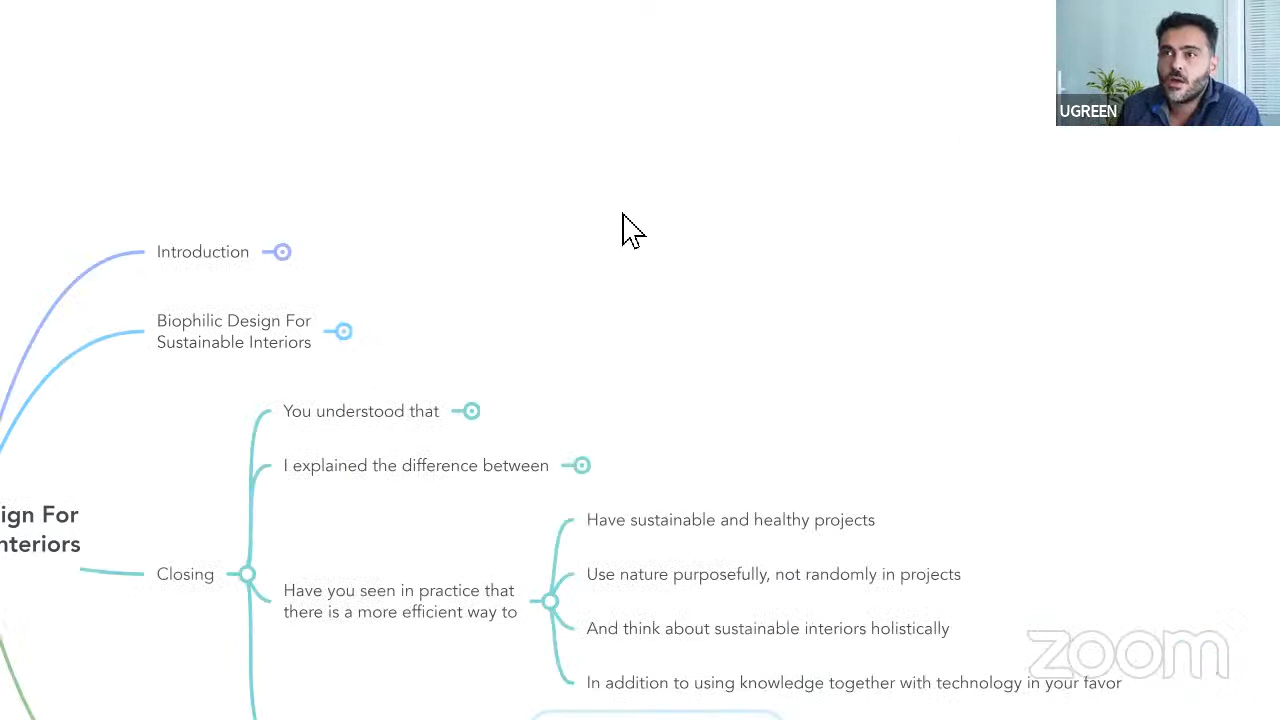 UGREEN
Introduction
Biophilic Design For
Sustainable Interiors
You understood that
I explained the difference between
Have sustainable and healthy projects
ign For
nteriors
Closing
Use nature purposefully, not randomly in projects
Have you seen in practice that
there is a more efficient way to
And think about sustainable interiors holistically
In addition to using knowledge together with technology in your favor
zoom